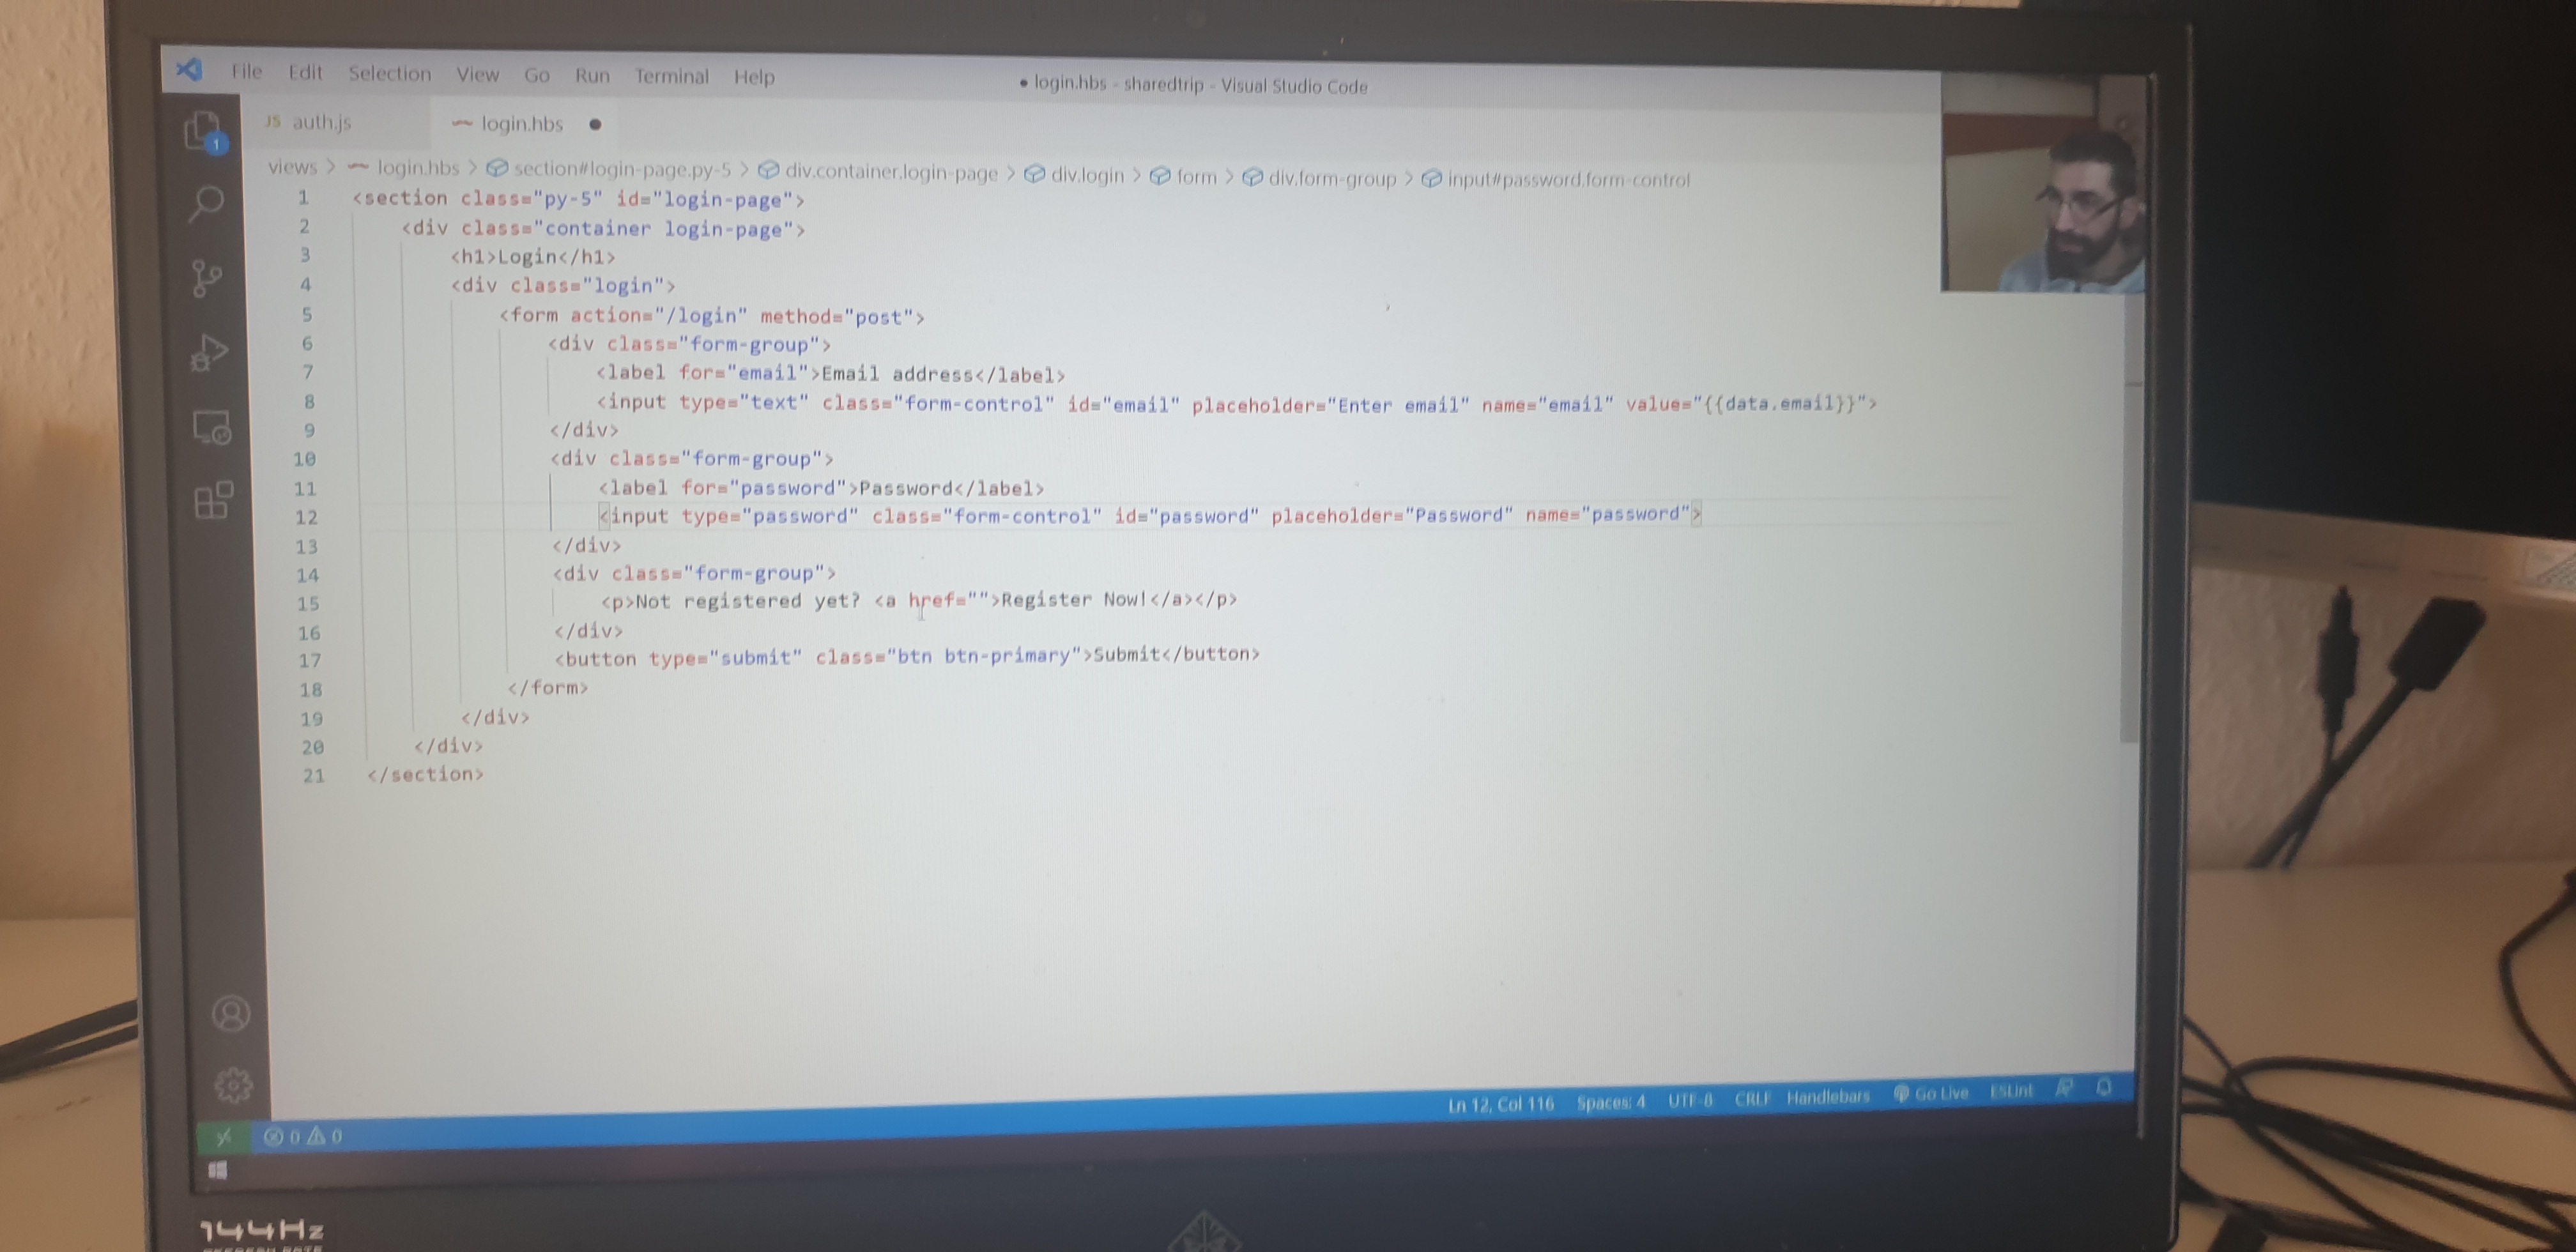 File Edit Selection View Go Run Terminal Help
● login.hbs - sharedtrip - Visual Studio Code
JS auth.js login.hbs ●
views > login.hbs > section#login-page.py-5 > div.container.login-page > div.login > form > div.form-group > input#password.form-control
1 <section class="py-5" id="login-page">
2 <div class="container login-page">
3 <h1>Login</h1>
4 <div class="login">
5 <form action="/login" method="post">
6 <div class="form-group">
7 <label for="email">Email address</label>
8 <input type="text" class="form-control" id="email" placeholder="Enter email" name="email" value="{{data.email}}">
9 </div>
10 <div class="form-group">
11 <label for="password">Password</label>
12 <input type="password" class="form-control" id="password" placeholder="Password" name="password">
13 </div>
14 <div class="form-group">
15 <p>Not registered yet? <a href="">Register Now!</a></p>
16 </div>
17 <button type="submit" class="btn btn-primary">Submit</button>
18 </form>
19 </div>
20 </div>
21 </section>
1
0 0
Ln 12, Col 116 Spaces: 4 UTF-8 CRLF Handlebars Go Live ESLint
144Hz